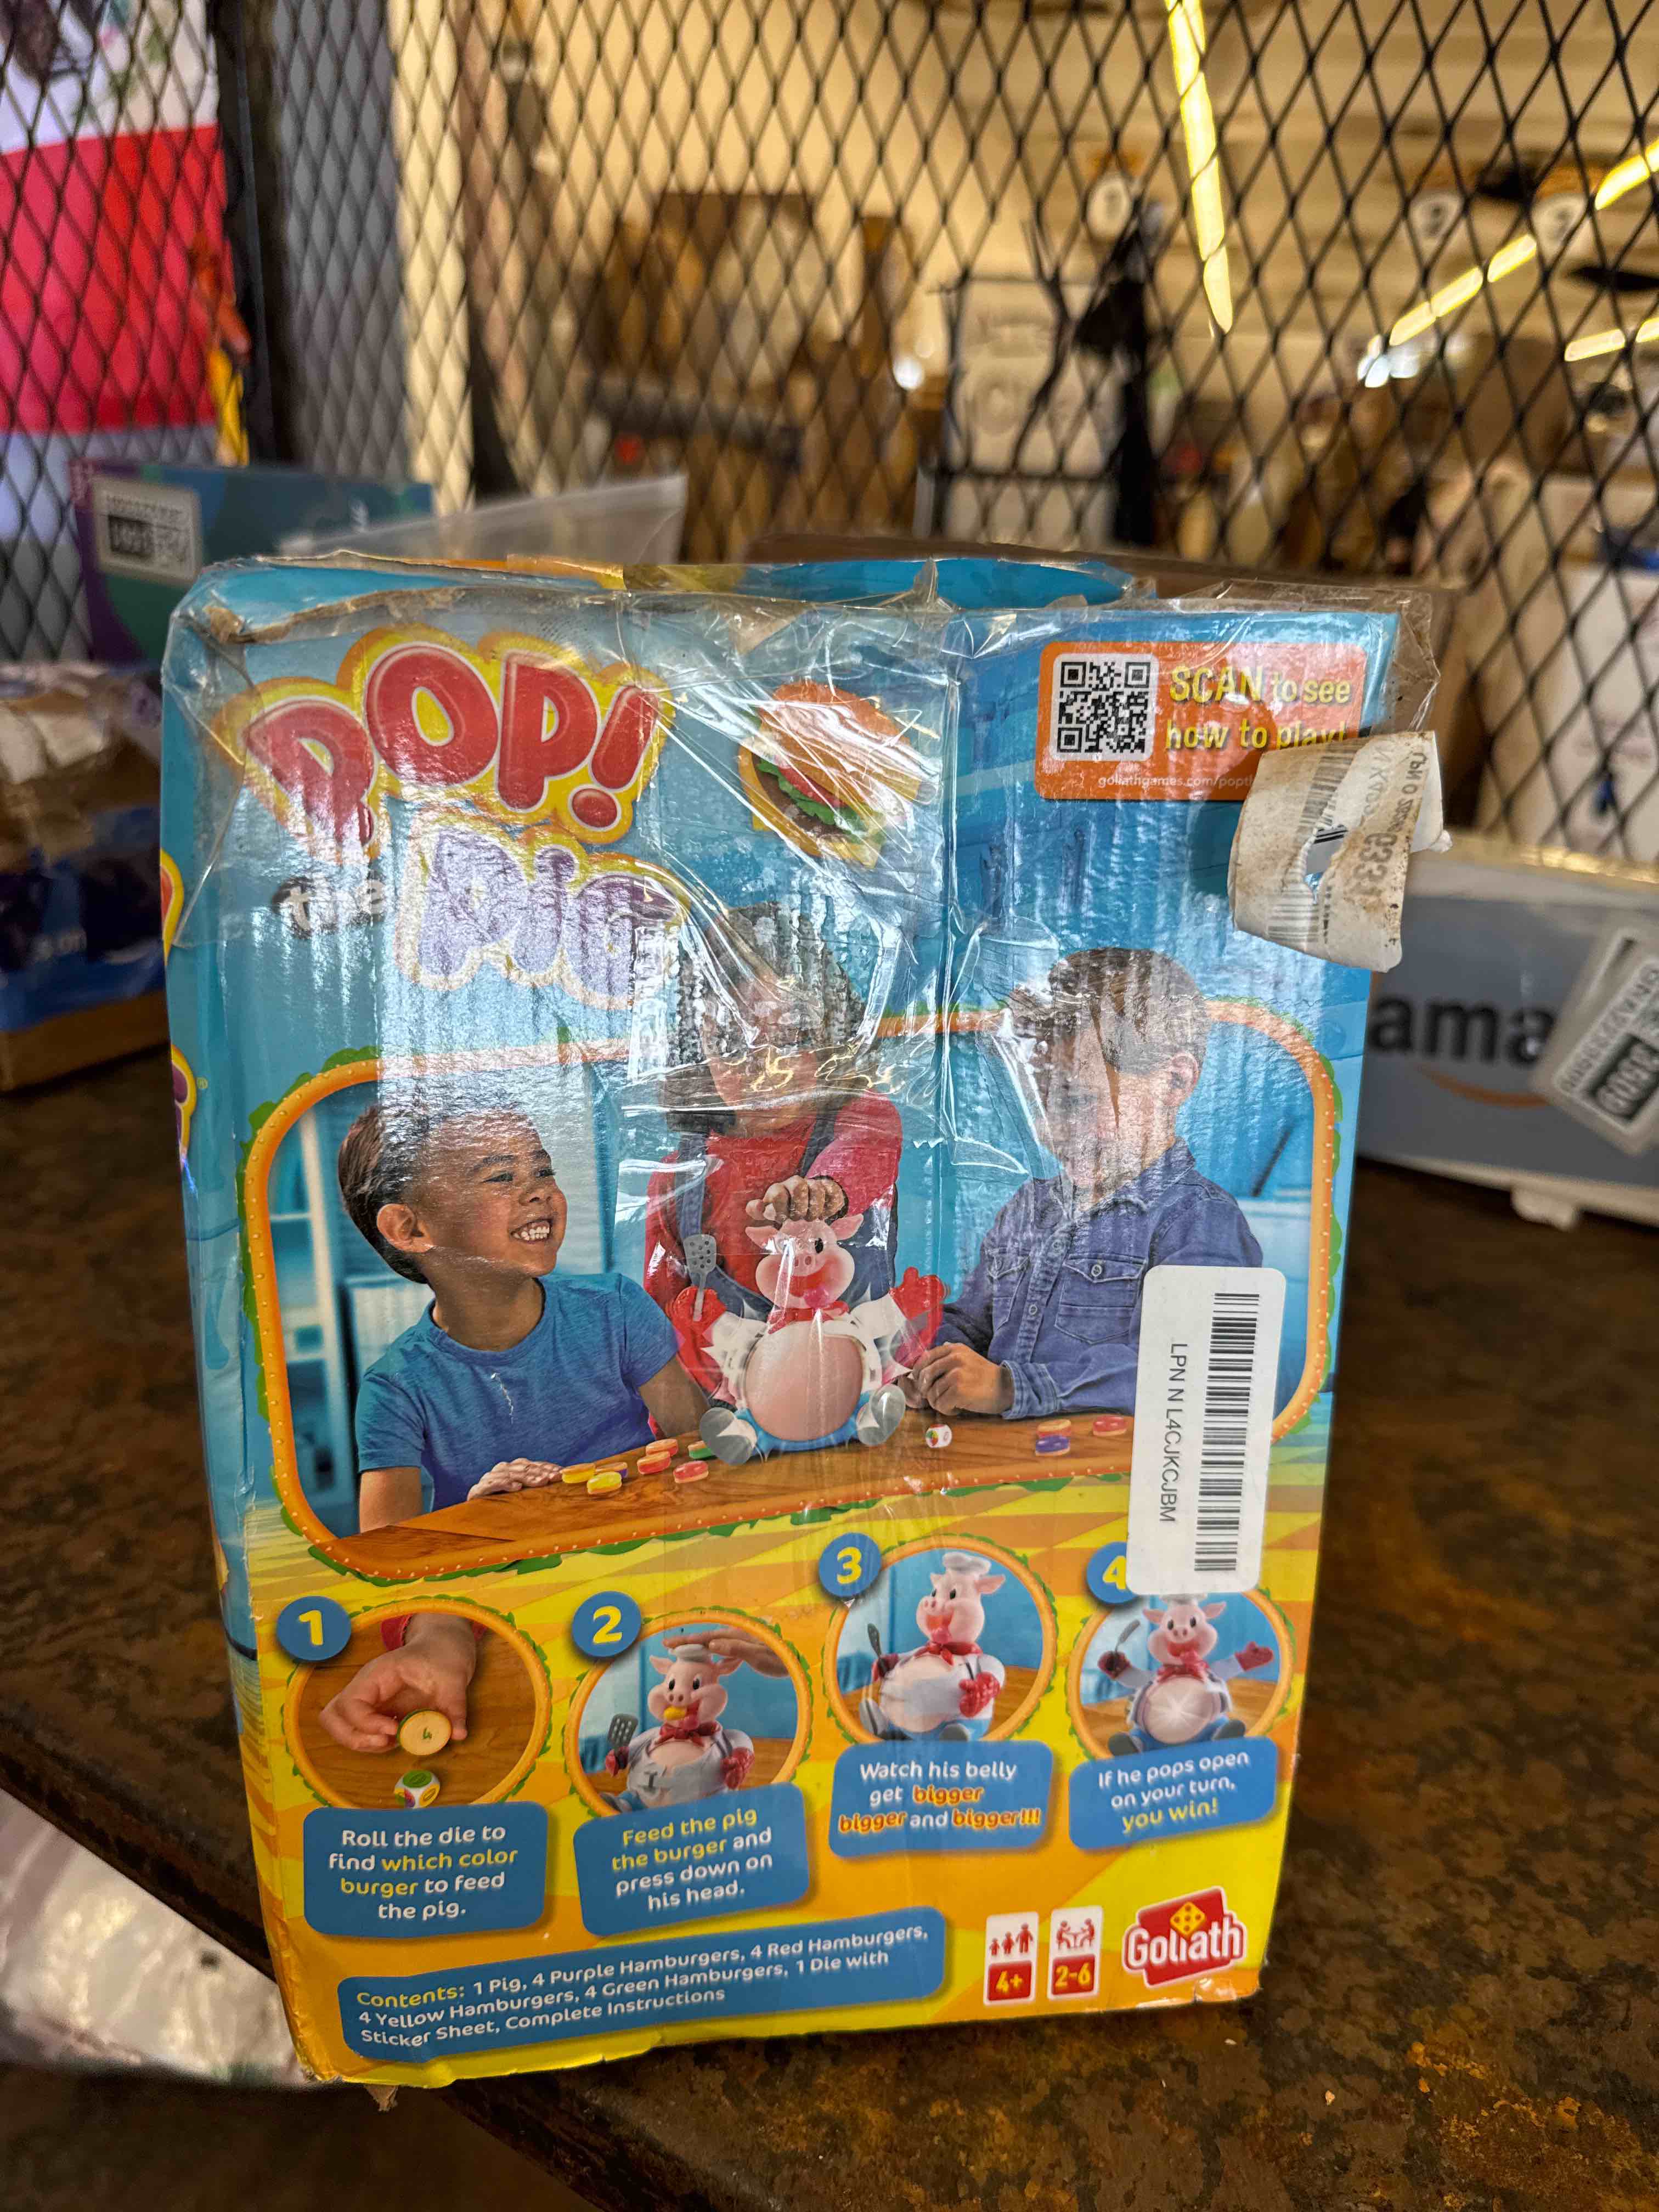 POP!
the Pig
SCAN to see
how to play!
goliathgames.com/popth
LPN N L4CJKCJBM
ama
1
2
3
4
Roll the die to
find which color
burger to feed
the pig.
Feed the pig
the burger and
press down on
his head.
Watch his belly
get bigger
bigger and bigger!!!
If he pops open
on your turn,
you win!
Contents: 1 Pig, 4 Purple Hamburgers, 4 Red Hamburgers,
4 Yellow Hamburgers, 4 Green Hamburgers, 1 Die with
Sticker Sheet, Complete Instructions
4+
2-6
Goliath